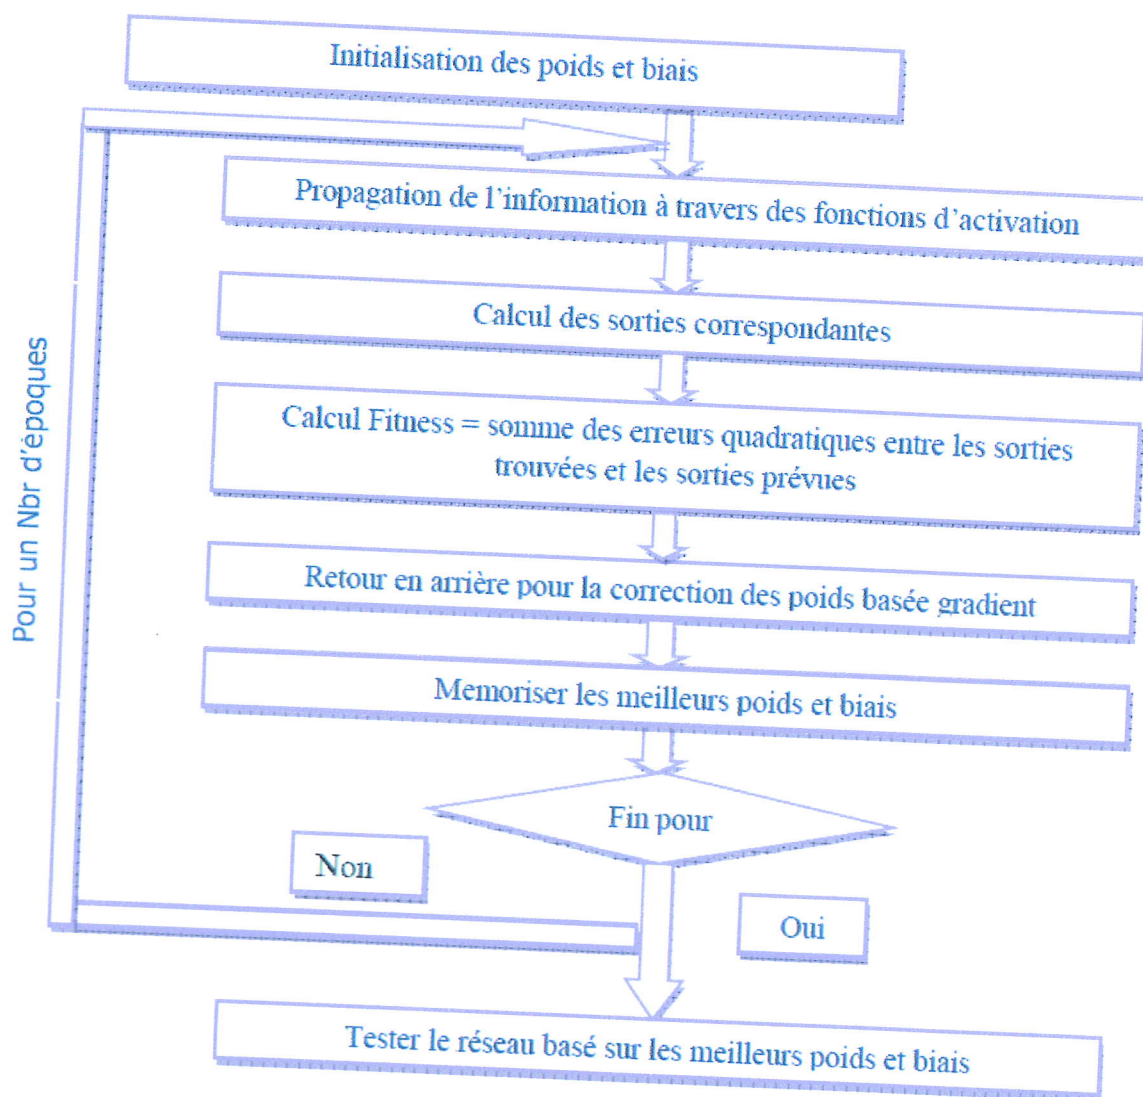 Initialisation des poids et biais
Propagation de l'information à travers des fonctions d'activation
Calcul des sorties correspondantes
Calcul Fitness = somme des erreurs quadratiques entre les sorties
trouvées et les sorties prévues
Retour en arrière pour la correction des poids basée gradient
Memoriser les meilleurs poids et biais
Fin pour
Non
Oui
Tester le réseau basé sur les meilleurs poids et biais
Pour un Nbr d'époques